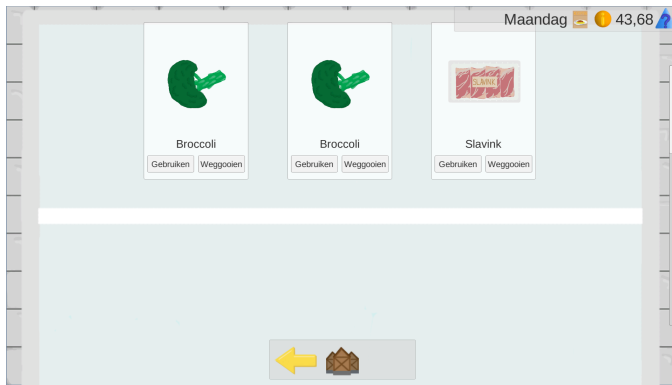 Maandag 43,68
SLAVINK
Broccoli
Broccoli
Slavink
Gebruiken Weggooien
Gebruiken Weggooien
Gebruiken Weggooien